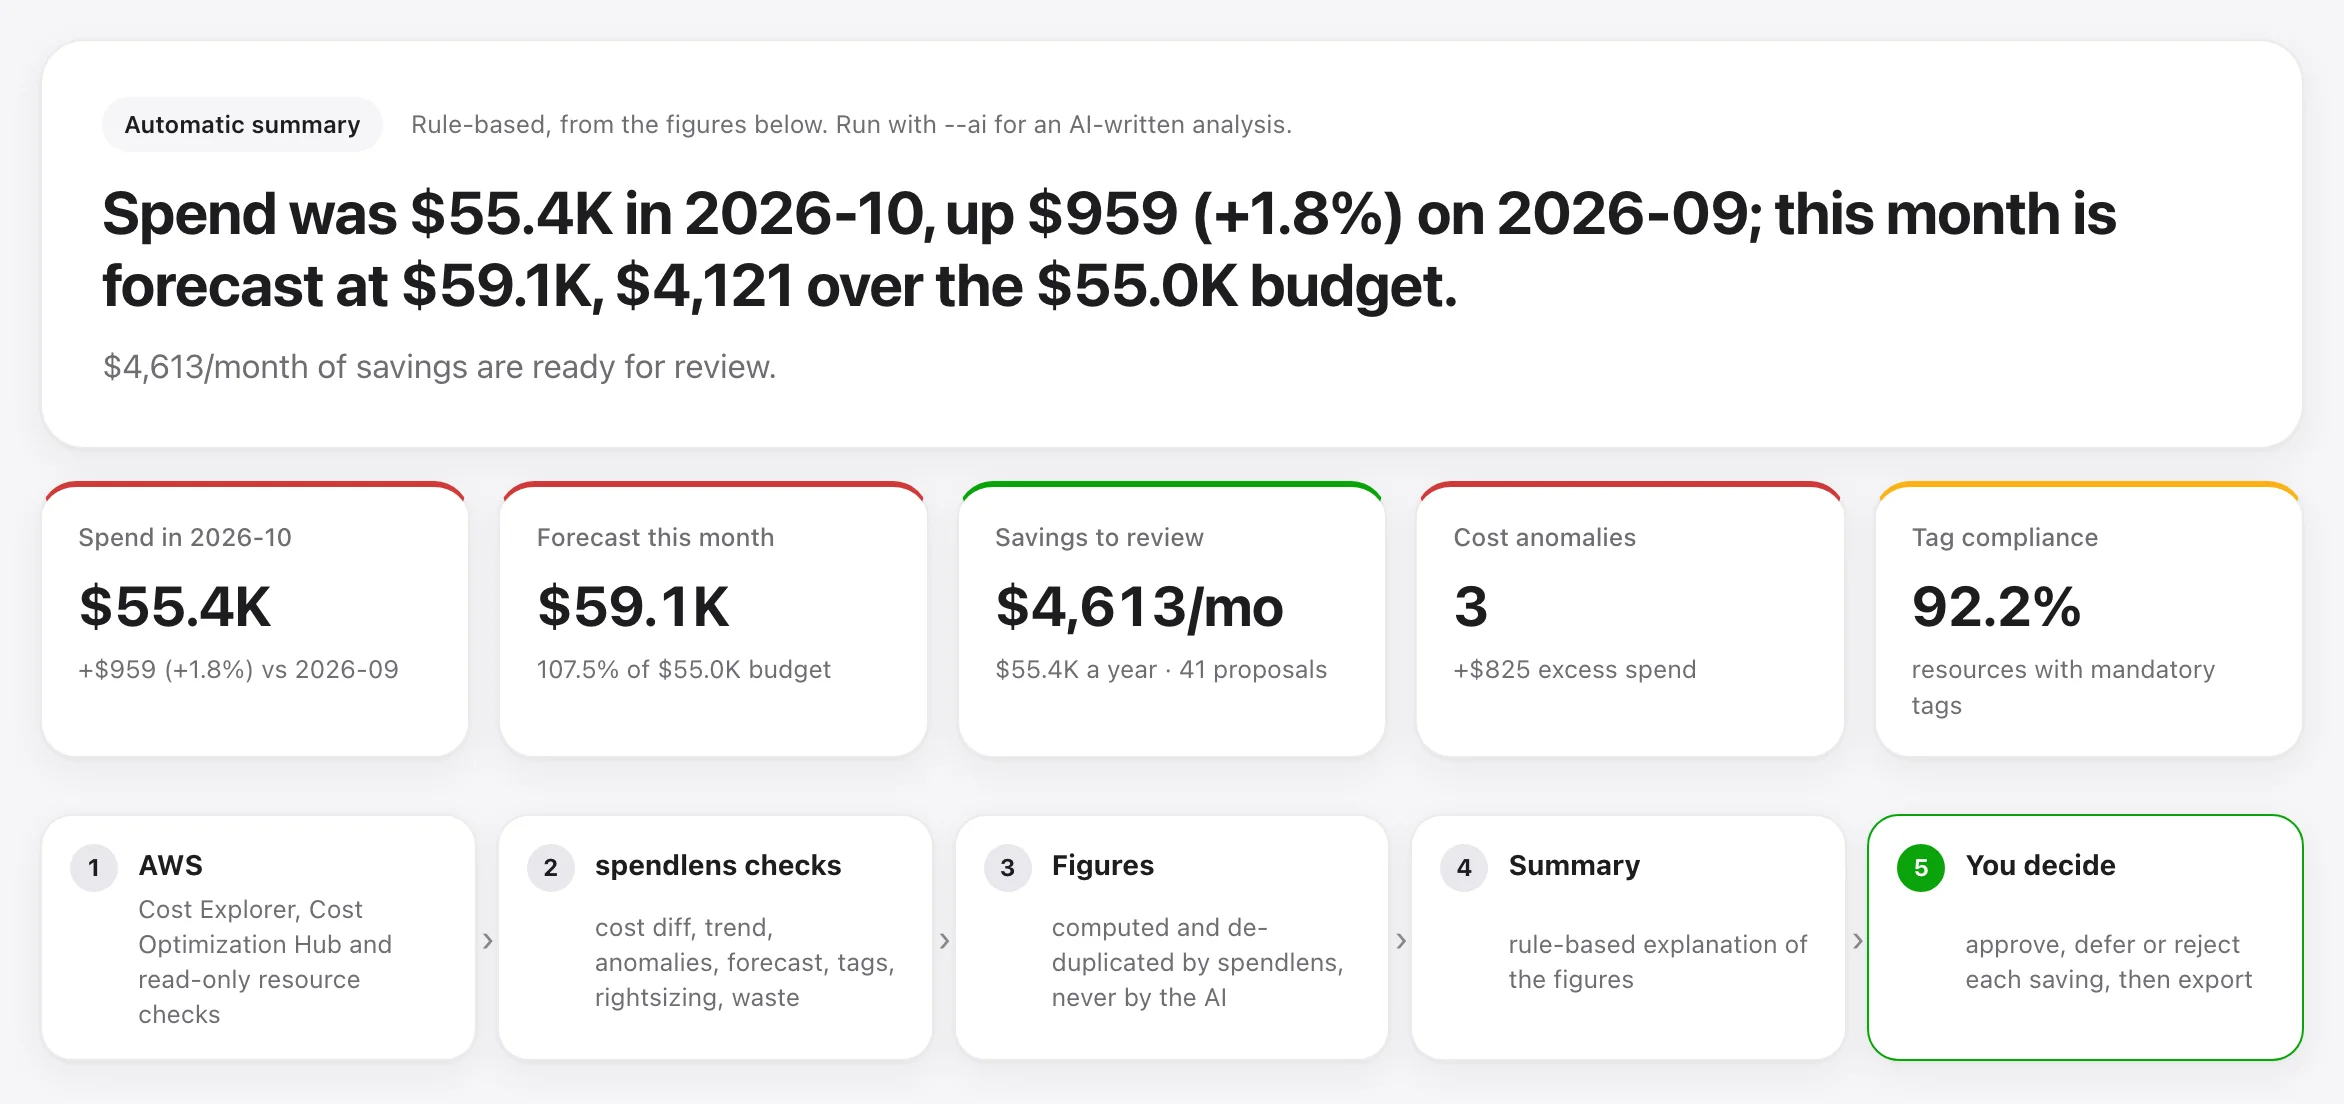 Automatic summary Rule-based, from the figures below. Run with --ai for an AI-written analysis.
Spend was $55.4K in 2026-10, up $959 (+1.8%) on 2026-09; this month is
forecast at $59.1K, $4,121 over the $55.0K budget.
$4,613/month of savings are ready for review.
Spend in 2026-10
$55.4K
+$959 (+1.8%) vs 2026-09
Forecast this month
$59.1K
107.5% of $55.0K budget
Savings to review
$4,613/mo
$55.4K a year · 41 proposals
Cost anomalies
3
+$825 excess spend
Tag compliance
92.2%
resources with mandatory
tags
1 AWS
Cost Explorer, Cost
Optimization Hub and
read-only resource
checks
›
2 spendlens checks
cost diff, trend,
anomalies, forecast, tags,
rightsizing, waste
›
3 Figures
computed and de-
duplicated by spendlens,
never by the AI
›
4 Summary
rule-based explanation of
the figures
›
5 You decide
approve, defer or reject
each saving, then export